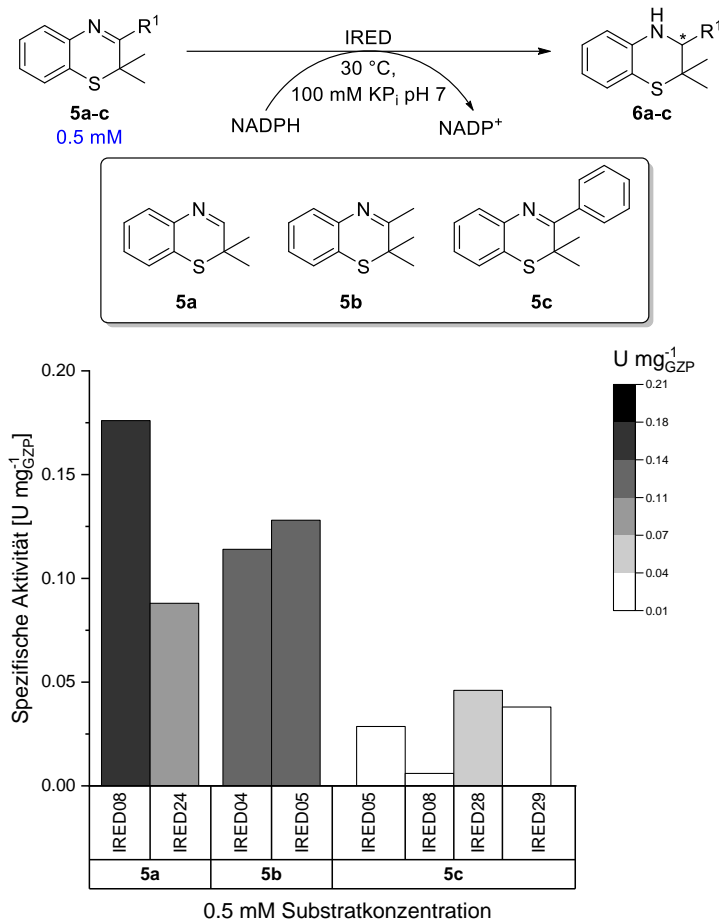 N
R¹
S
5a-c
0.5 mM
IRED
30 °C,
100 mM KPi pH 7
NADPH
NADP⁺
H
N
*
R¹
S
6a-c
N
S
5a
N
S
5b
N
S
5c
Spezifische Aktivität [U mg⁻¹GZP]
0.20
0.15
0.10
0.05
0.00
IRED08
IRED24
IRED04
IRED05
IRED05
IRED08
IRED28
IRED29
5a
5b
5c
0.5 mM Substratkonzentration
U mg⁻¹GZP
0.21
0.18
0.14
0.11
0.07
0.04
0.01